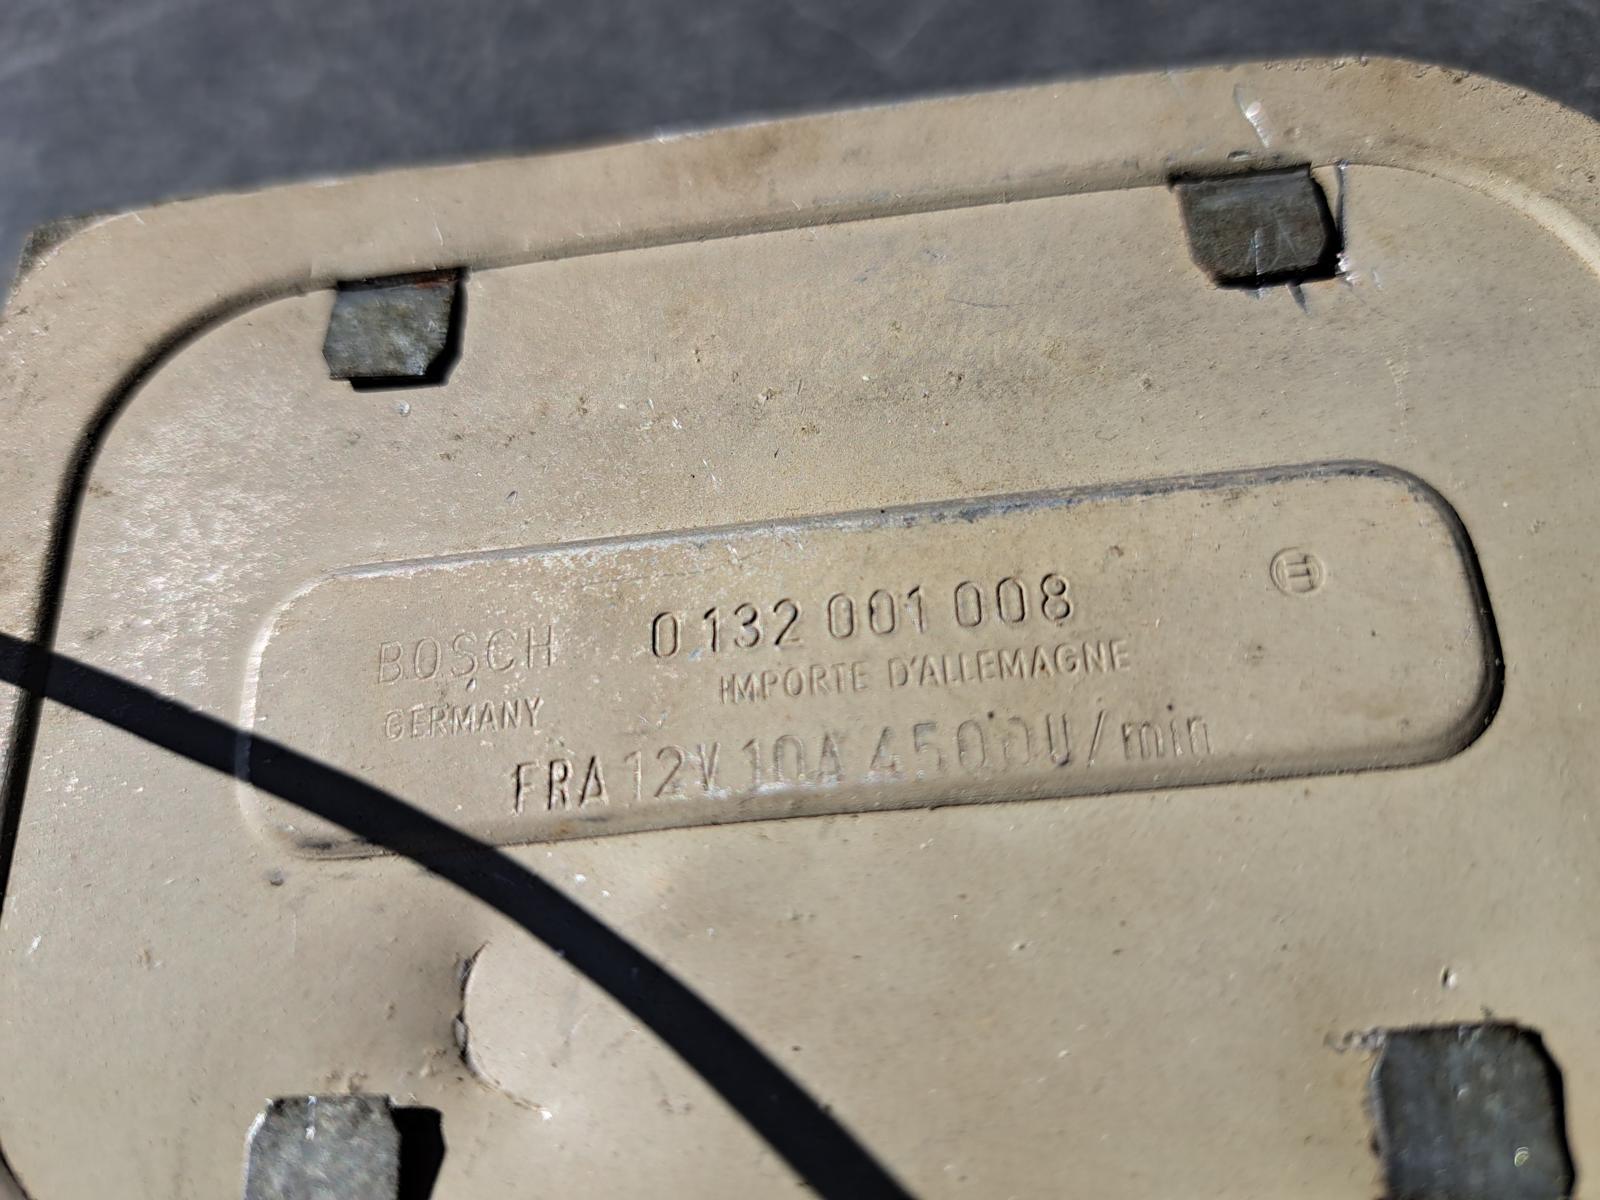 BOSCH 0 132 001 008
GERMANY IMPORTE D'ALLEMAGNE
FRA 12V 10A 4500U/min